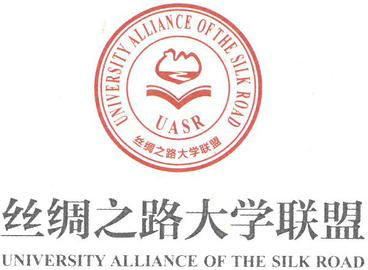 UNIVERSITY ALLIANCE OF THE SILK ROAD
UASR
丝绸之路大学联盟
丝绸之路大学联盟
UNIVERSITY ALLIANCE OF THE SILK ROAD